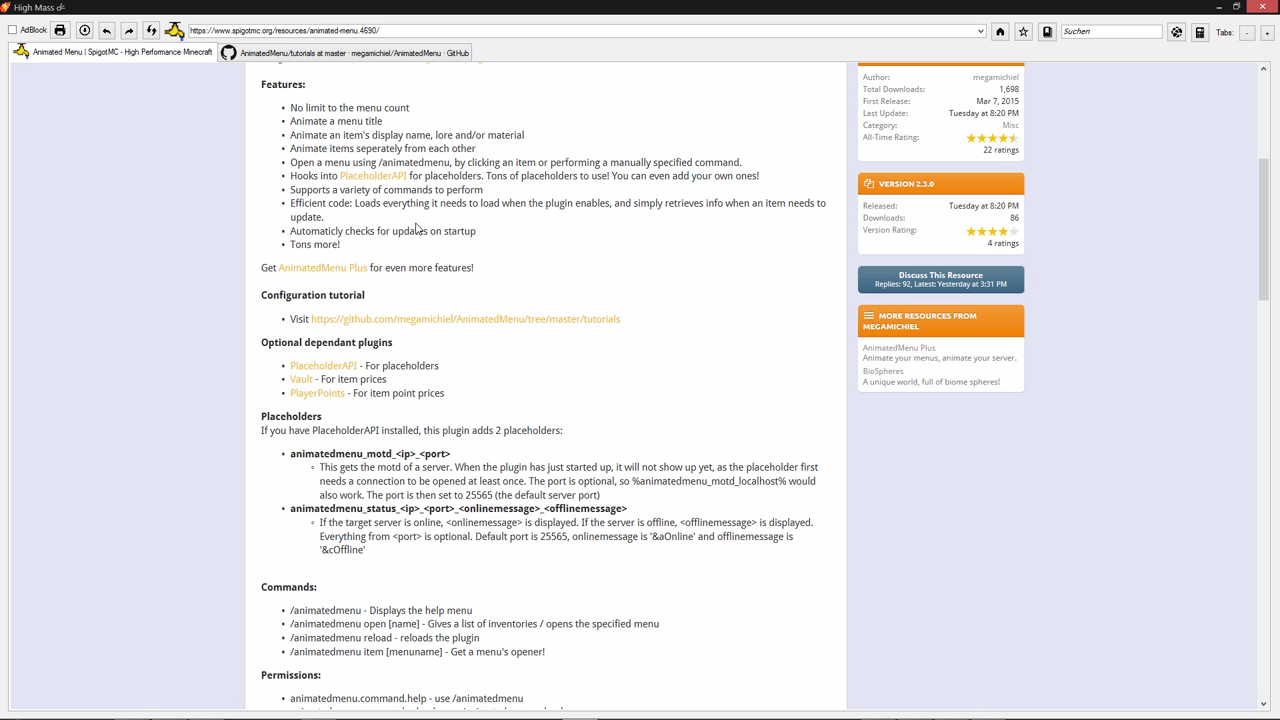 High Mass
AdBlock
https://www.spigotmc.org/resources/animated-menu.4690/
Suchen
Tabs:
-
+
Animated Menu | SpigotMC - High Perfomance Minecraft
AnimatedMenu/tutorials at master · megamichiel/AnimatedMenu · GitHub
Features:
• No limit to the menu count
• Animate a menu title
• Animate an item's display name, lore and/or material
• Animate items seperately from each other
• Open a menu using /animatedmenu, by clicking an item or performing a manually specified command.
• Hooks into PlaceholderAPI for placeholders. Tons of placeholders to use! You can even add your own ones!
• Supports a variety of commands to perform
• Efficient code: Loads everything it needs to load when the plugin enables, and simply retrieves info when an item needs to
update.
• Automaticly checks for updates on startup
• Tons more!
Get AnimatedMenu Plus for even more features!
Configuration tutorial
• Visit https://github.com/megamichiel/AnimatedMenu/tree/master/tutorials
Optional dependant plugins
• PlaceholderAPI - For placeholders
• Vault - For item prices
• PlayerPoints - For item point prices
Placeholders
If you have PlaceholderAPI installed, this plugin adds 2 placeholders:
• animatedmenu_motd_<ip>_<port>
◦ This gets the motd of a server. When the plugin has just started up, it will not show up yet, as the placeholder first
needs a connection to be opened at least once. The port is optional, so %animatedmenu_motd_localhost% would
also work. The port is then set to 25565 (the default server port)
• animatedmenu_status_<ip>_<port>_<onlinemessage>_<offlinemessage>
◦ If the target server is online, <onlinemessage> is displayed. If the server is offline, <offlinemessage> is displayed.
Everything from <port> is optional. Default port is 25565, onlinemessage is '&aOnline' and offlinemessage is
'&cOffline'
Commands:
• /animatedmenu - Displays the help menu
• /animatedmenu open [name] - Gives a list of inventories / opens the specified menu
• /animatedmenu reload - reloads the plugin
• /animatedmenu item [menuname] - Get a menu's opener!
Permissions:
• animatedmenu.command.help - use /animatedmenu
Author: megamichiel
Total Downloads: 1,698
First Release: Mar 7, 2015
Last Update: Tuesday at 8:20 PM
Category: Misc
All-Time Rating:
22 ratings
VERSION 2.3.0
Released: Tuesday at 8:20 PM
Downloads: 86
Version Rating:
4 ratings
Discuss This Resource
Replies: 92, Latest: Yesterday at 3:31 PM
MORE RESOURCES FROM
MEGAMICHIEL
AnimatedMenu Plus
Animate your menus, animate your server.
BioSpheres
A unique world, full of biome spheres!